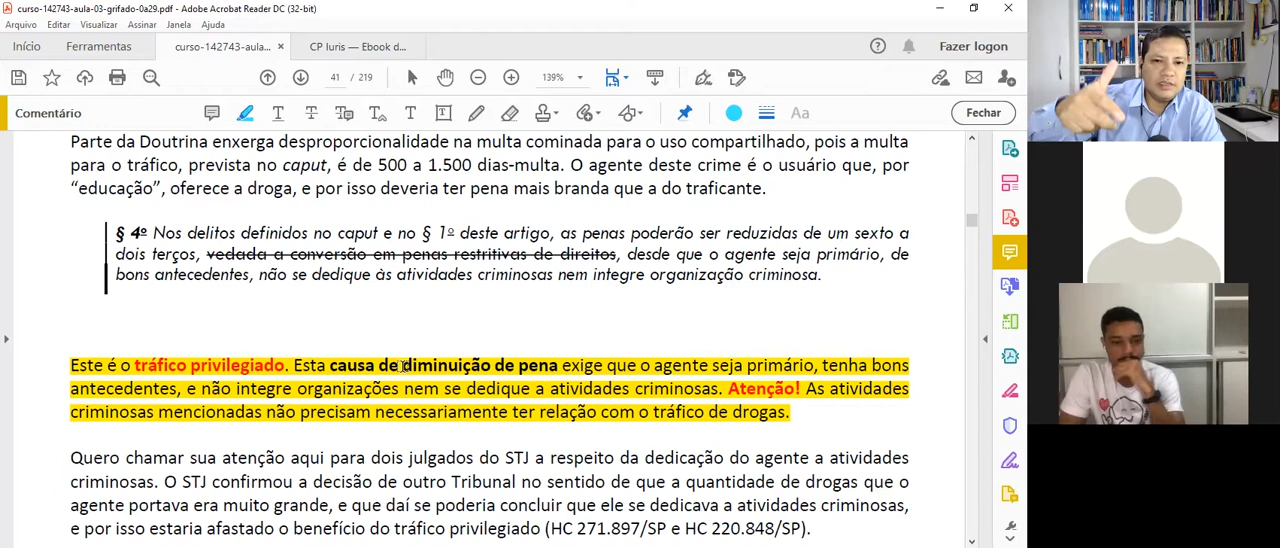 curso-142743-aula-03-grifado-0a29.pdf - Adobe Acrobat Reader DC (32-bit)
Arquivo Editar Visualizar Assinar Janela Ajuda
Início Ferramentas curso-142743-aula... × CP Iuris — Ebook d... Fazer logon
41 / 219 139%
Comentário Aa Fechar
Parte da Doutrina enxerga desproporcionalidade na multa cominada para o uso compartilhado, pois a multa
para o tráfico, prevista no caput, é de 500 a 1.500 dias-multa. O agente deste crime é o usuário que, por
“educação”, oferece a droga, e por isso deveria ter pena mais branda que a do traficante.
§ 4º Nos delitos definidos no caput e no § 1º deste artigo, as penas poderão ser reduzidas de um sexto a
dois terços, vedada a conversão em penas restritivas de direitos, desde que o agente seja primário, de
bons antecedentes, não se dedique às atividades criminosas nem integre organização criminosa.
Este é o tráfico privilegiado. Esta causa de diminuição de pena exige que o agente seja primário, tenha bons
antecedentes, e não integre organizações nem se dedique a atividades criminosas. Atenção! As atividades
criminosas mencionadas não precisam necessariamente ter relação com o tráfico de drogas.
Quero chamar sua atenção aqui para dois julgados do STJ a respeito da dedicação do agente a atividades
criminosas. O STJ confirmou a decisão de outro Tribunal no sentido de que a quantidade de drogas que o
agente portava era muito grande, e que daí se poderia concluir que ele se dedicava a atividades criminosas,
e por isso estaria afastado o benefício do tráfico privilegiado (HC 271.897/SP e HC 220.848/SP).